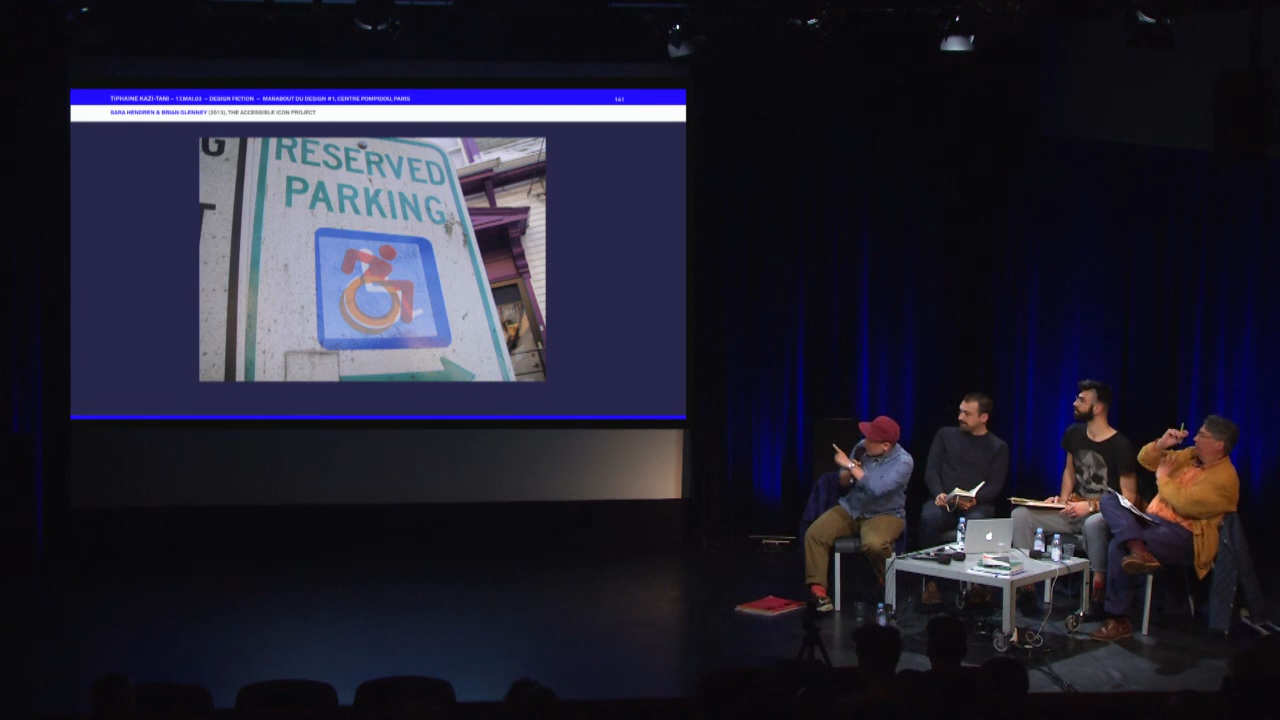 TIPHAINE KAZI-TANI – 17.MAI.03 – DESIGN FICTION – MARABOUT DU DESIGN #1, CENTRE POMPIDOU, PARIS
141
SARA HENDREN & BRIAN GLENNEY (2013), THE ACCESSIBLE ICON PROJECT
G
RESERVED
PARKING
T